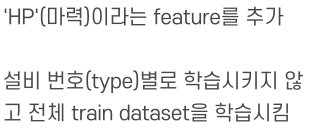 'HP'(마력)이라는 feature를 추가
설비 번호(type)별로 학습시키지 않
고 전체 train dataset을 학습시킴